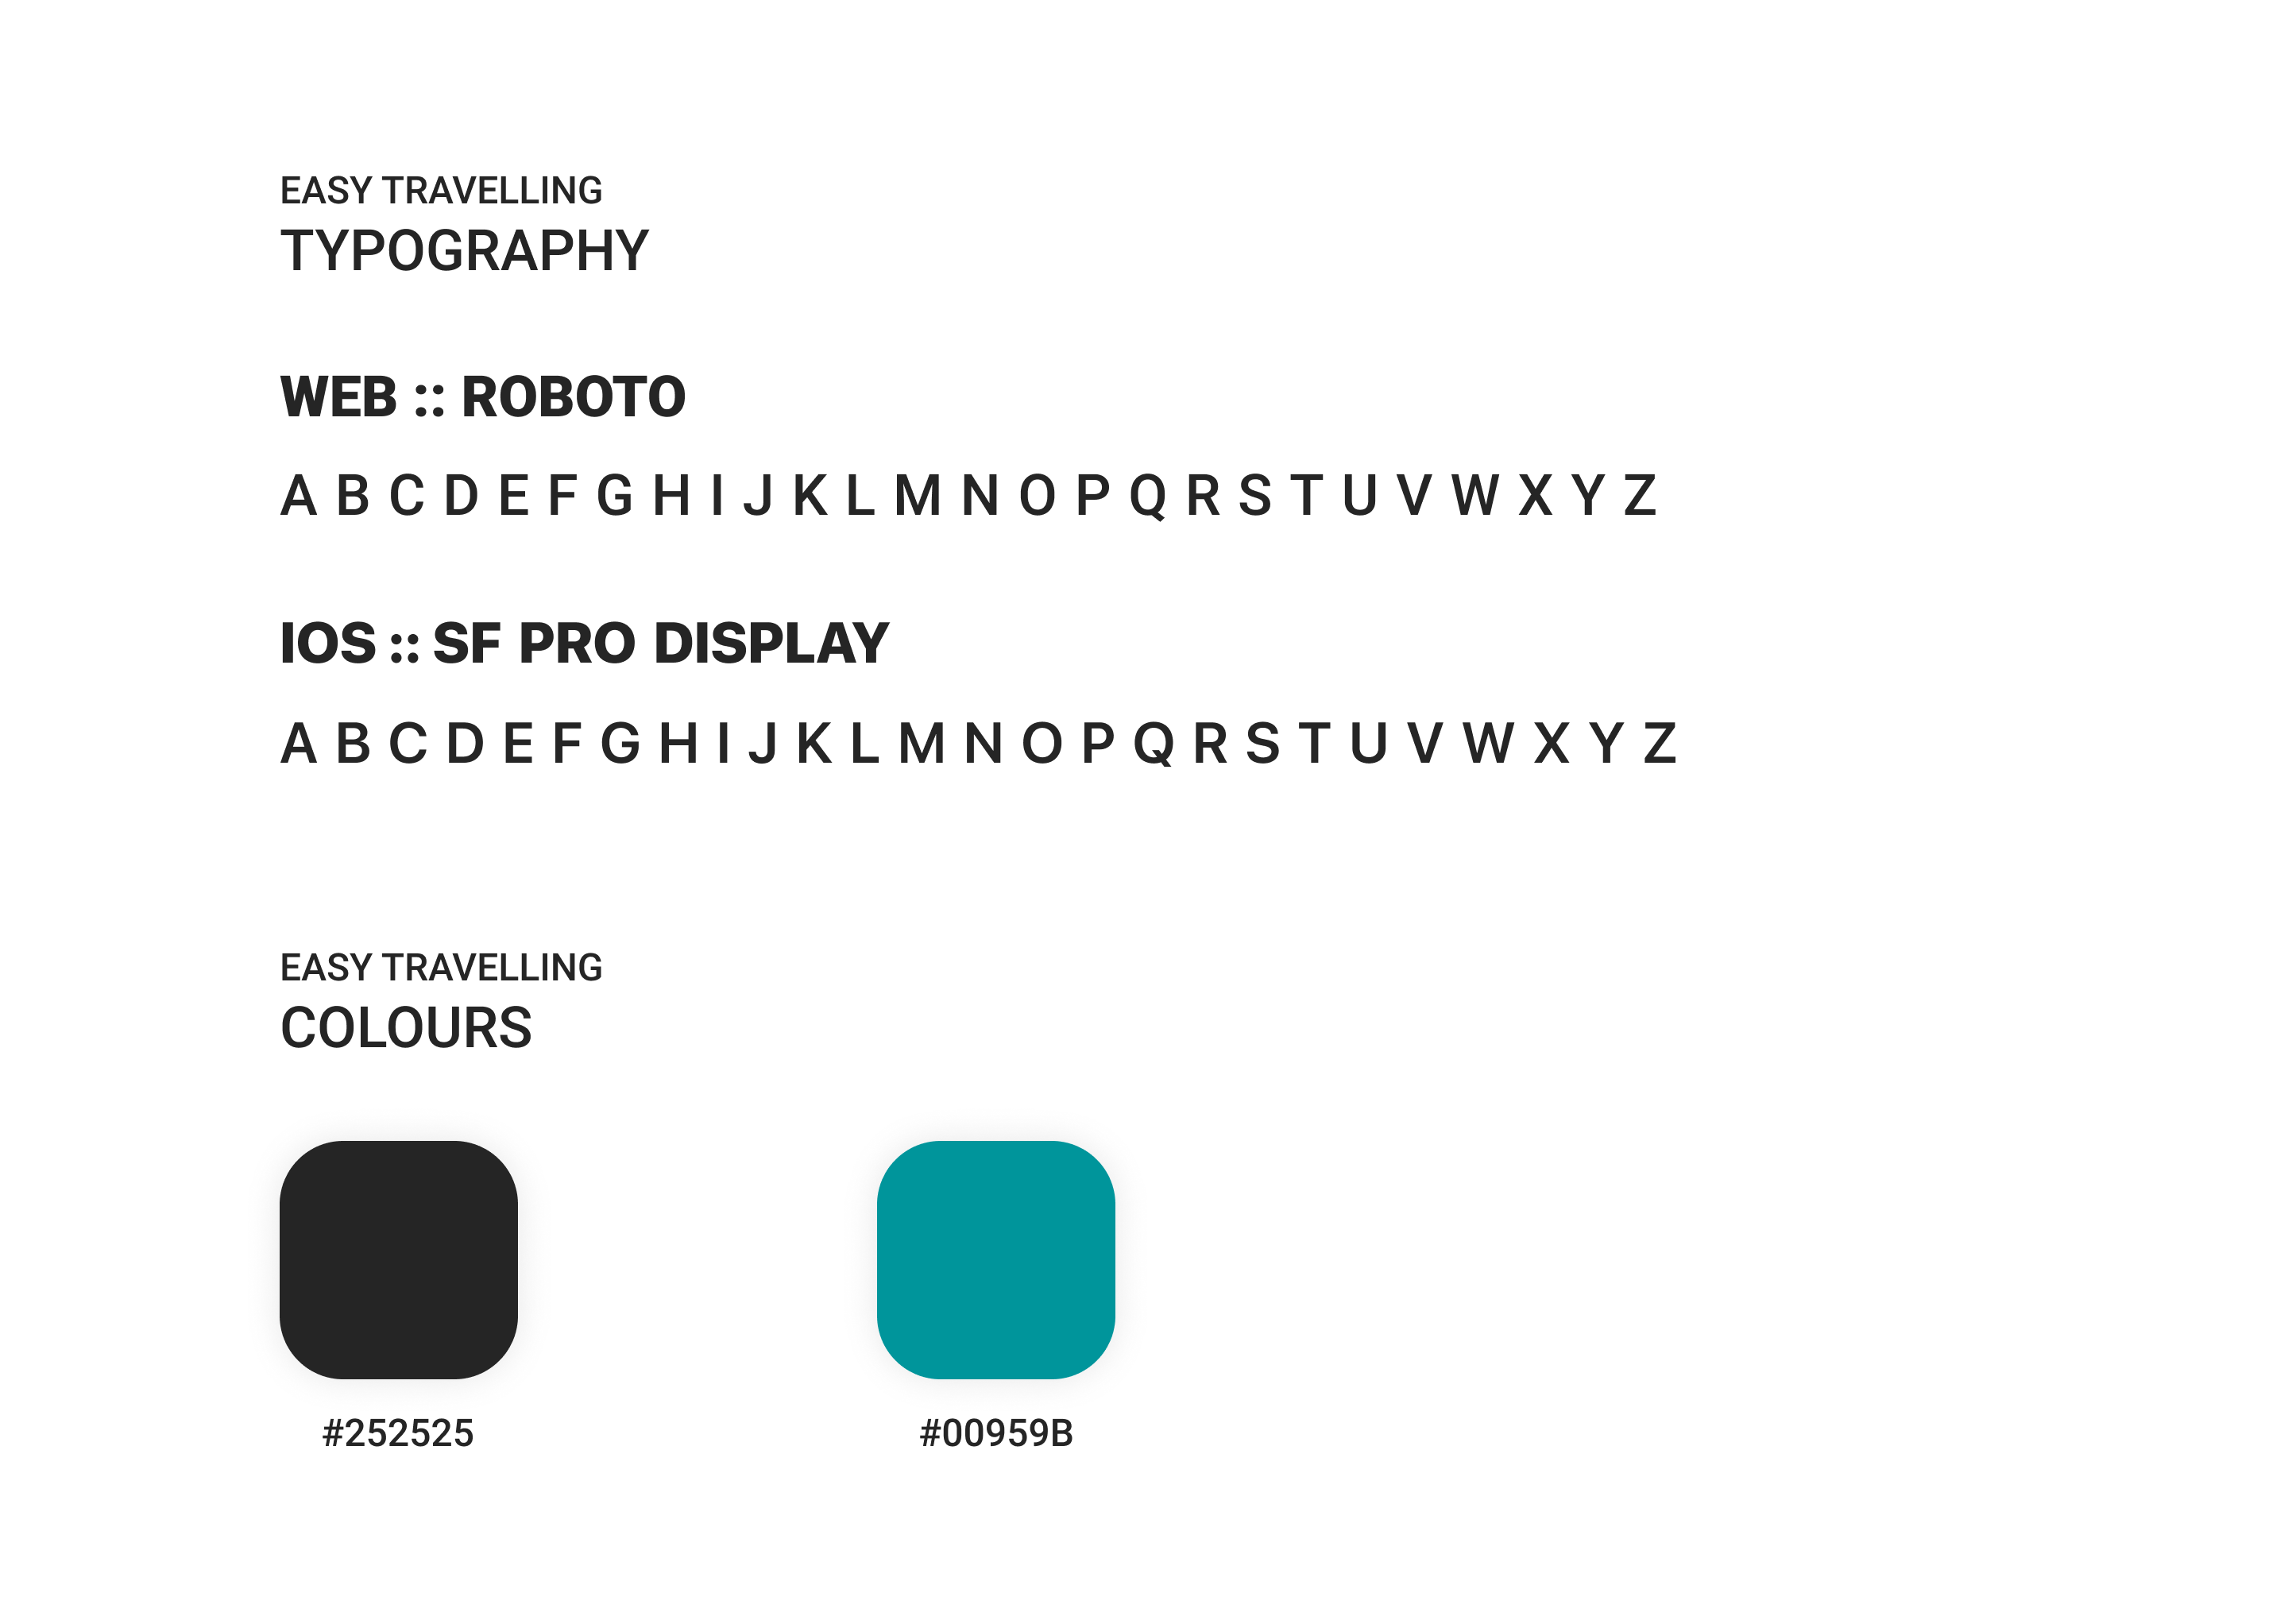 EASY TRAVELLING
TYPOGRAPHY
WEB :: ROBOTO
A B C D E F G H I J K L M N O P Q R S T U V W X Y Z
IOS :: SF PRO DISPLAY
A B C D E F G H I J K L M N O P Q R S T U V W X Y Z
EASY TRAVELLING
COLOURS
#252525
#00959B